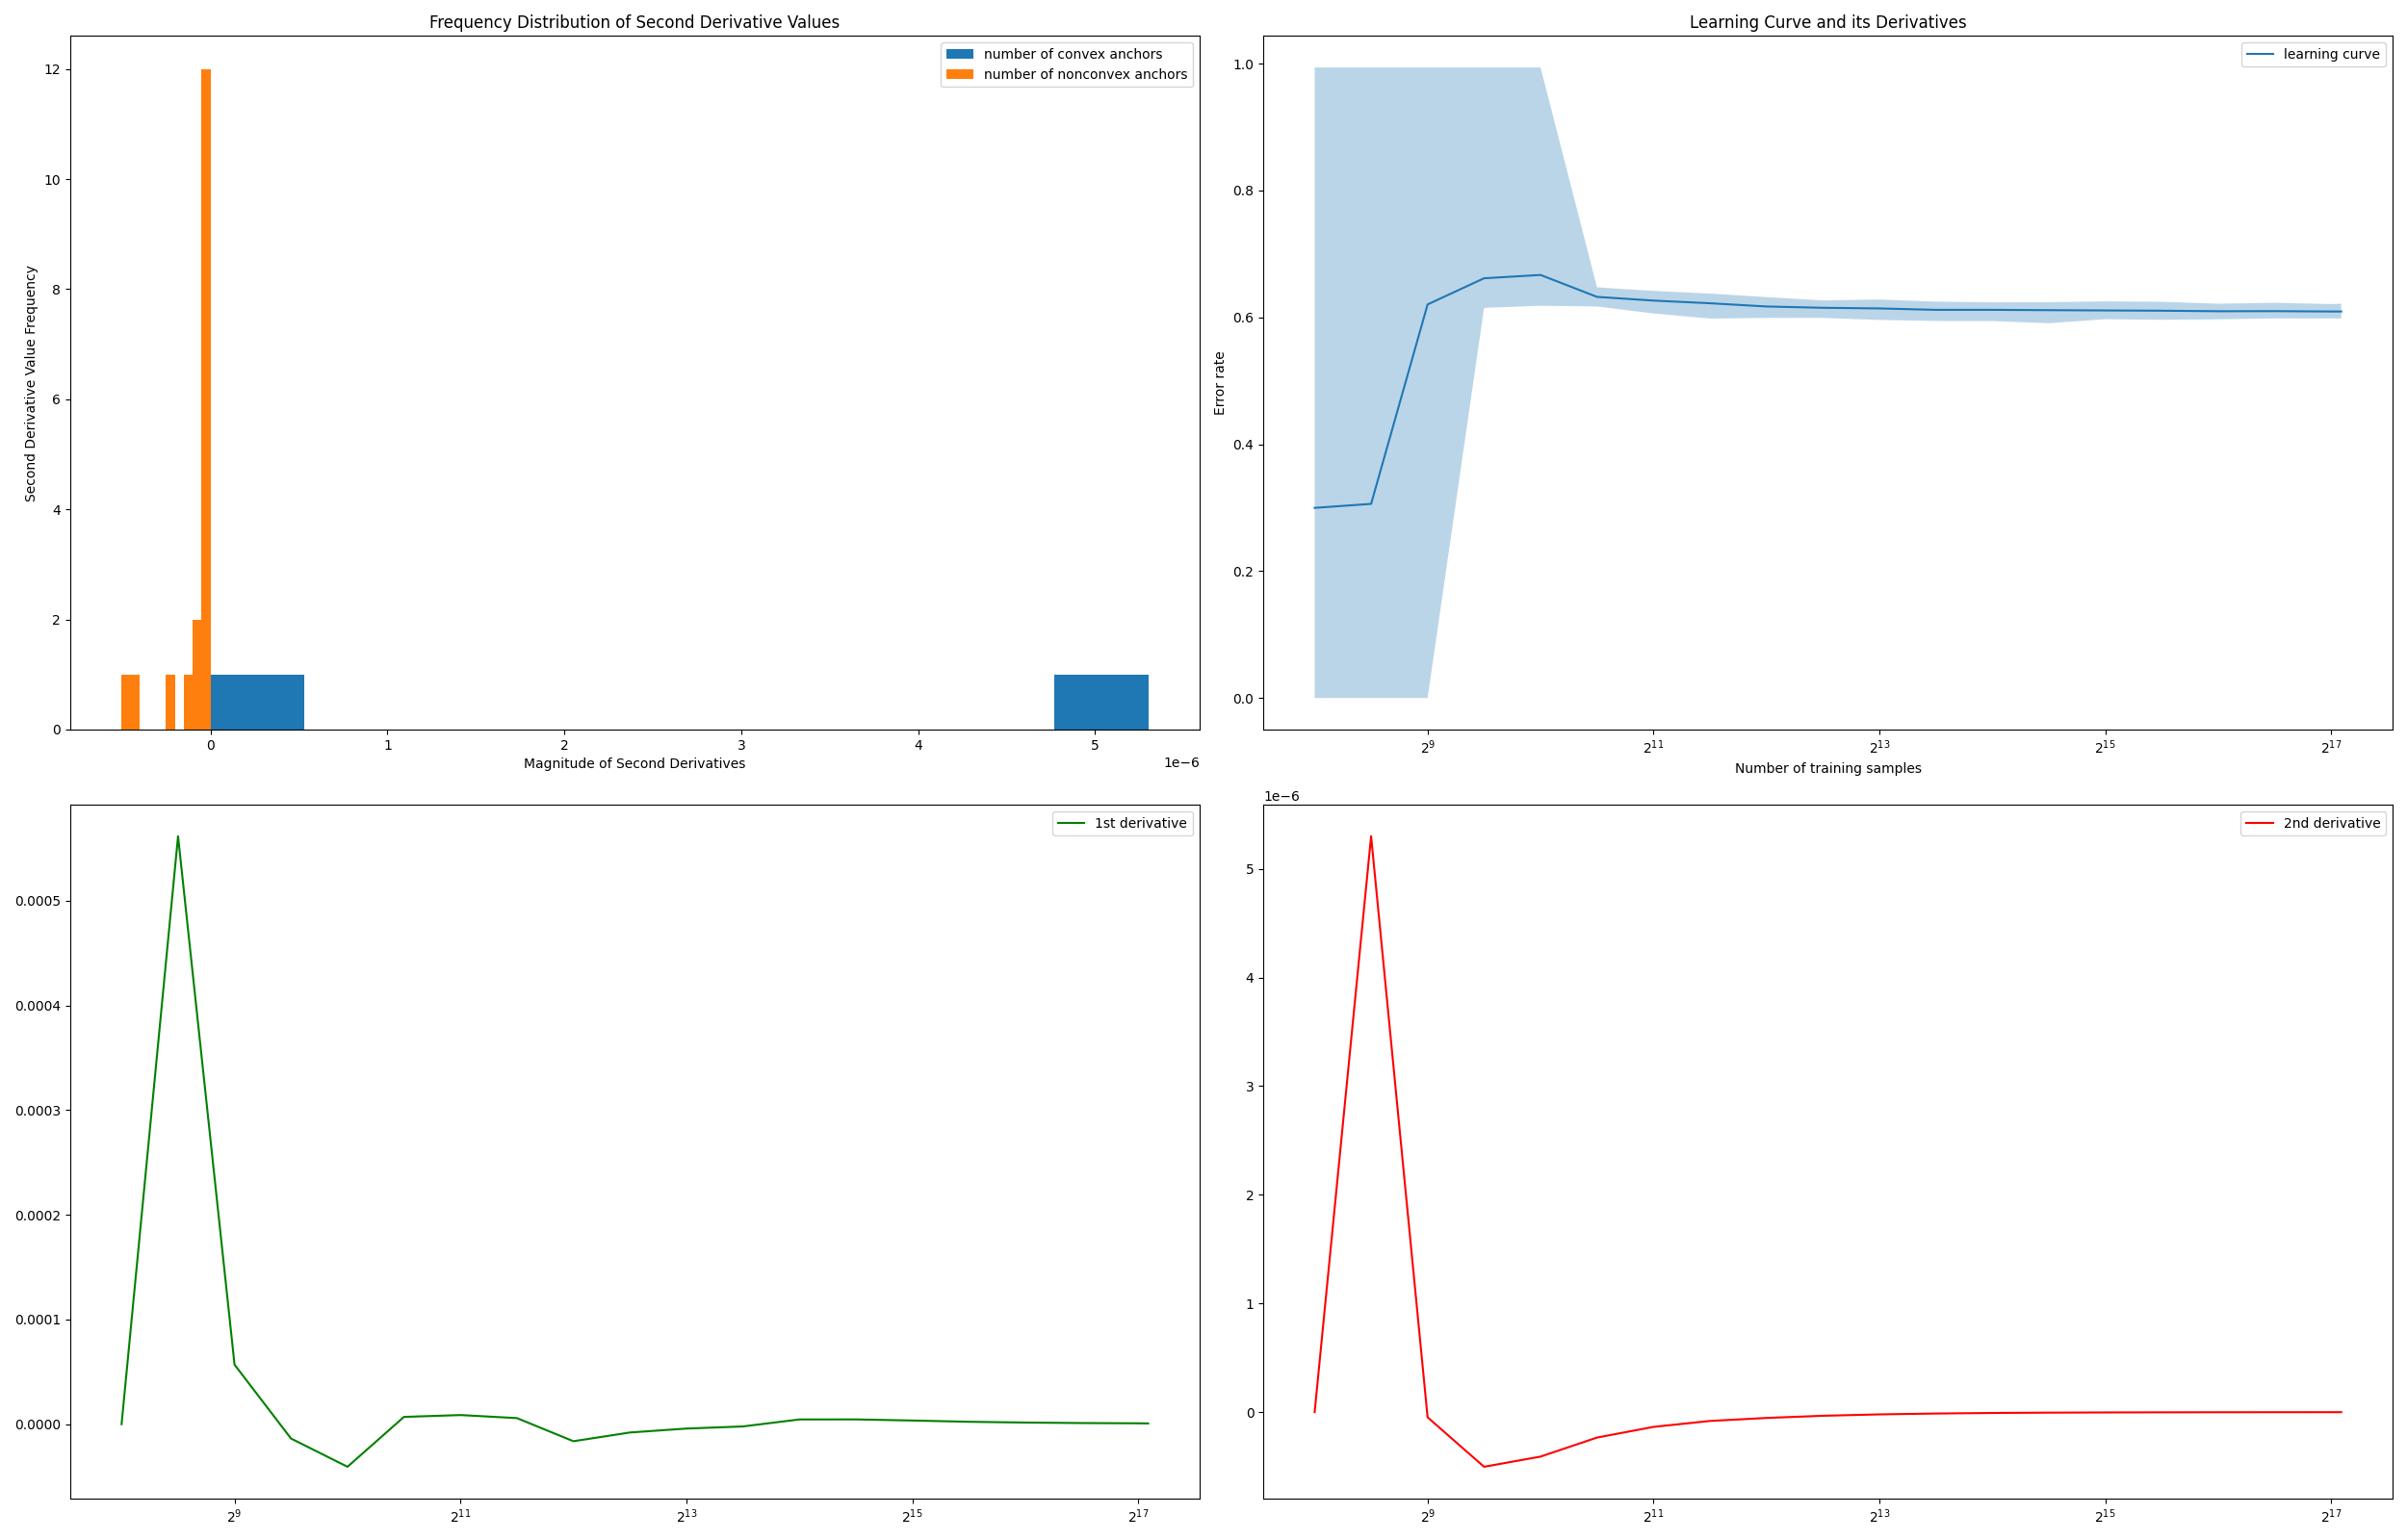 Frequency Distribution of Second Derivative Values
number of convex anchors
number of nonconvex anchors
12
10
8
6
4
2
0
Second Derivative Value Frequency
0 1 2 3 4 5
1e−6
Magnitude of Second Derivatives
Learning Curve and its Derivatives
learning curve
1.0
0.8
0.6
0.4
0.2
0.0
Error rate
2^9 2^11 2^13 2^15 2^17
Number of training samples
1st derivative
0.0005
0.0004
0.0003
0.0002
0.0001
0.0000
2^9 2^11 2^13 2^15 2^17
1e−6
2nd derivative
5
4
3
2
1
0
2^9 2^11 2^13 2^15 2^17